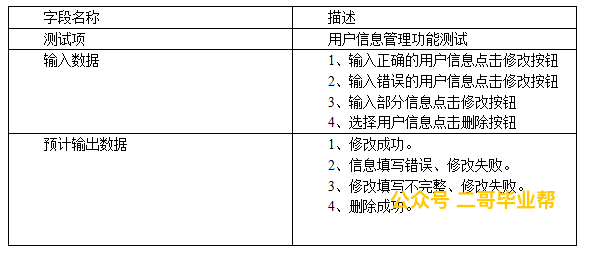 字段名称 描述
测试项 用户信息管理功能测试
输入数据 1、输入正确的用户信息点击修改按钮
2、输入错误的用户信息点击修改按钮
3、输入部分信息点击修改按钮
4、选择用户信息点击删除按钮
预计输出数据 1、修改成功。
2、信息填写错误、修改失败。
3、修改填写不完整、修改失败。
4、删除成功。
公众号 二哥毕业帮